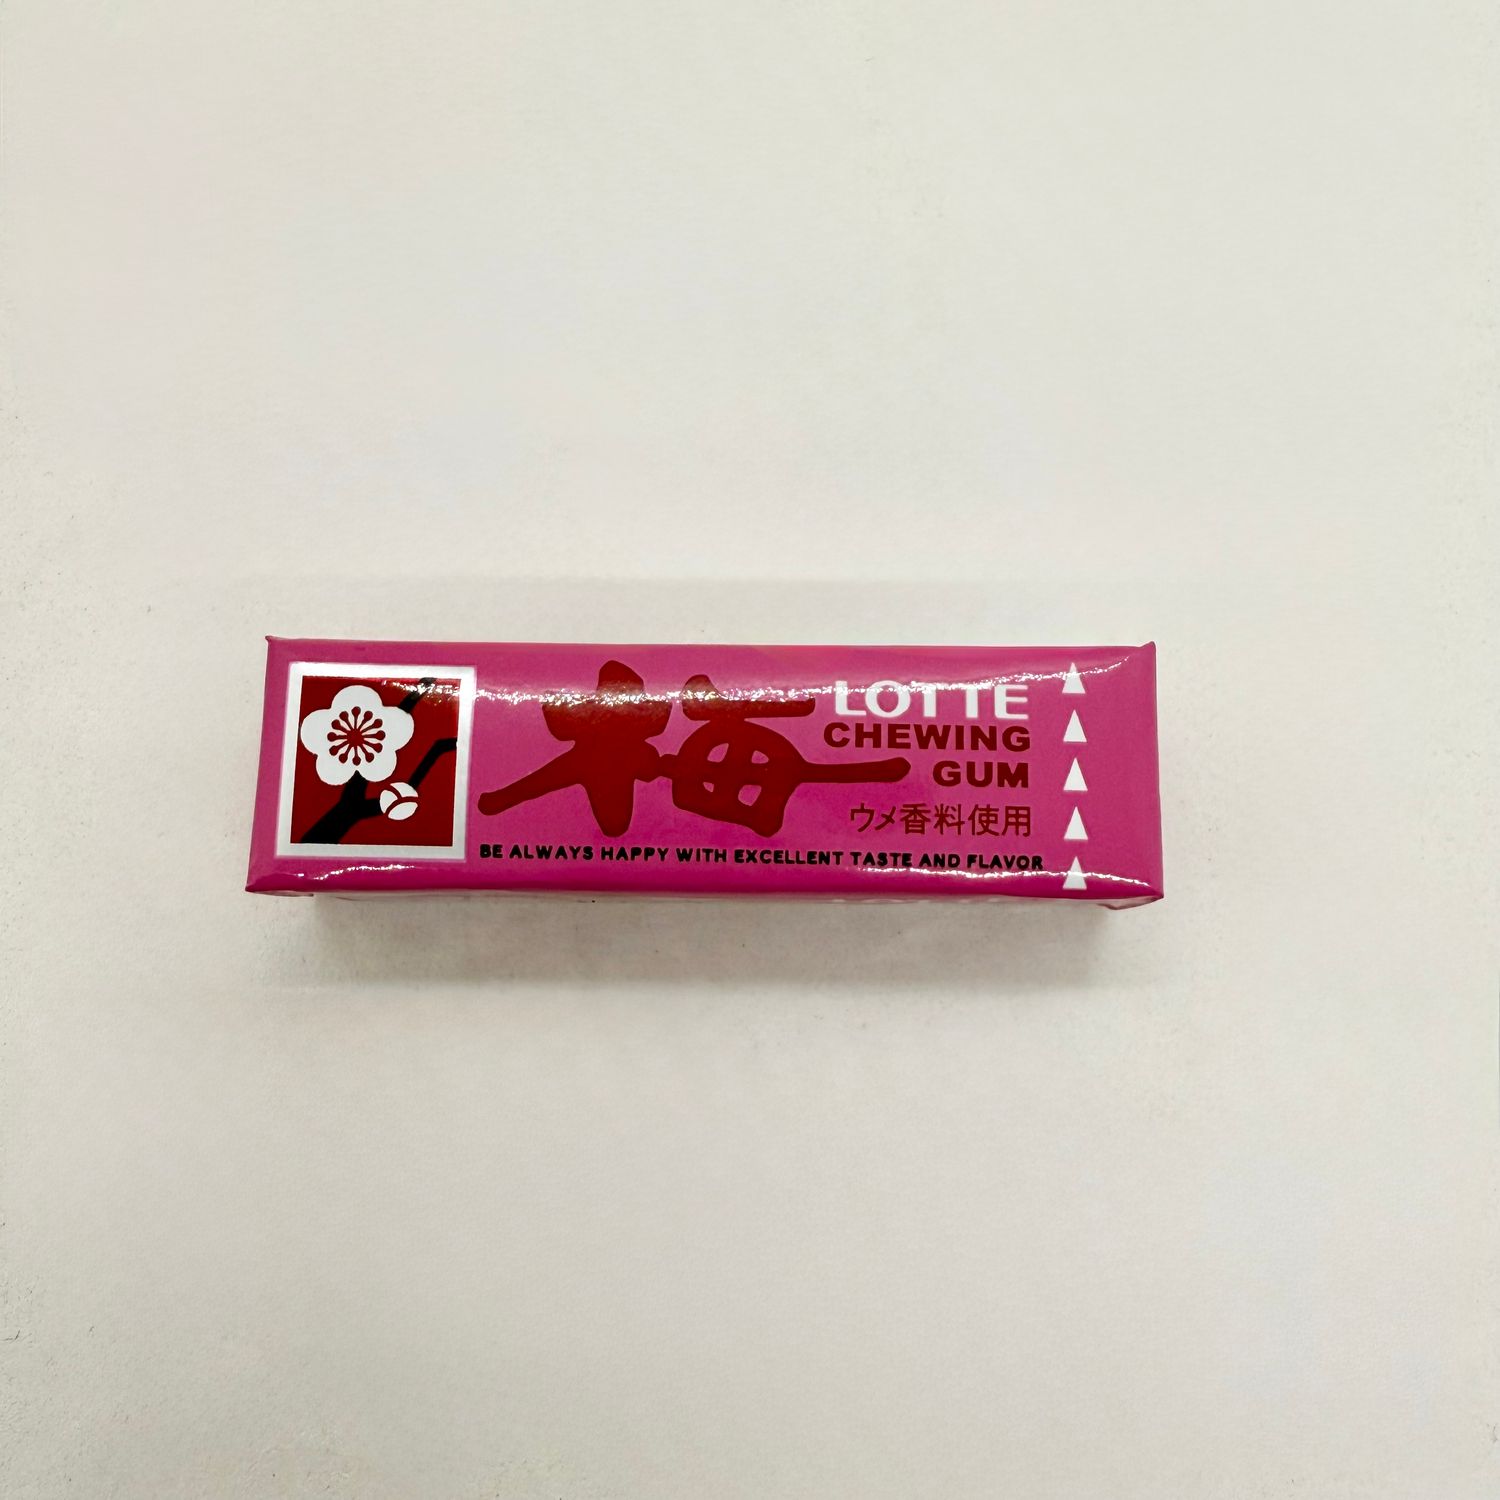 梅
LOTTE
CHEWING
GUM
ウメ香料使用
BE ALWAYS HAPPY WITH EXCELLENT TASTE AND FLAVOR